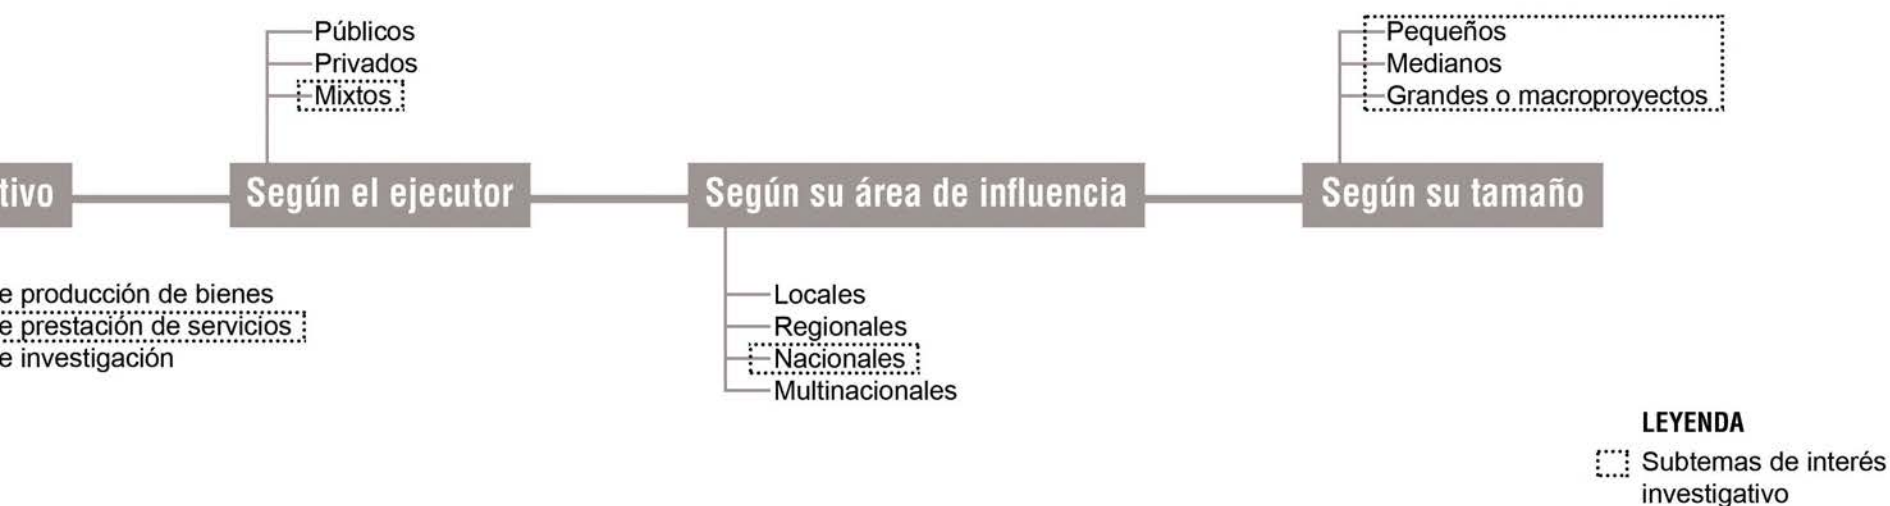 Públicos
Privados
Mixtos
Pequeños
Medianos
Grandes o macroproyectos
tivo
Según el ejecutor
Según su área de influencia
Según su tamaño
e producción de bienes
e prestación de servicios
e investigación
Locales
Regionales
Nacionales
Multinacionales
LEYENDA
Subtemas de interés
investigativo